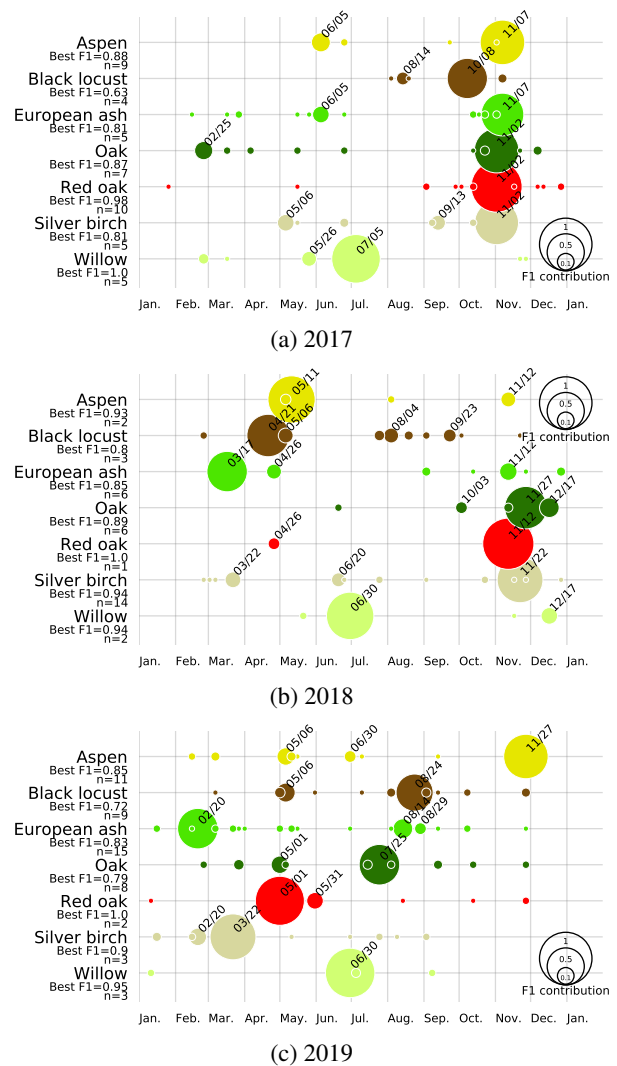 06/05
11/07
Aspen
Best F1=0.88
n=9
08/14
10/08
Black locust
Best F1=0.63
n=4
06/05
11/07
European ash
Best F1=0.81
n=5
02/25
11/02
Oak
Best F1=0.87
n=7
11/02
Red oak
Best F1=0.98
n=10
05/06
09/13
11/02
Silver birch
Best F1=0.81
n=5
05/26
07/05
Willow
Best F1=1.0
n=5
1
0.5
0.1
F1 contribution
Jan. Feb. Mar. Apr. May. Jun. Jul. Aug. Sep. Oct. Nov. Dec. Jan.
(a) 2017
05/11
11/12
Aspen
Best F1=0.93
n=2
04/21
05/06
08/04
09/23
Black locust
Best F1=0.8
n=3
03/17
04/26
11/12
European ash
Best F1=0.85
n=6
10/03
11/27
12/17
Oak
Best F1=0.89
n=6
04/26
11/12
Red oak
Best F1=1.0
n=1
03/22
06/20
11/22
Silver birch
Best F1=0.94
n=14
06/30
12/17
Willow
Best F1=0.94
n=2
1
0.5
0.1
F1 contribution
Jan. Feb. Mar. Apr. May. Jun. Jul. Aug. Sep. Oct. Nov. Dec. Jan.
(b) 2018
05/06
06/30
11/27
Aspen
Best F1=0.85
n=11
05/06
08/24
Black locust
Best F1=0.72
n=9
02/20
08/14
08/29
European ash
Best F1=0.83
n=15
05/01
07/25
Oak
Best F1=0.79
n=8
05/01
05/31
Red oak
Best F1=1.0
n=2
02/20
03/22
Silver birch
Best F1=0.9
n=3
06/30
Willow
Best F1=0.95
n=3
1
0.5
0.1
F1 contribution
Jan. Feb. Mar. Apr. May. Jun. Jul. Aug. Sep. Oct. Nov. Dec. Jan.
(c) 2019